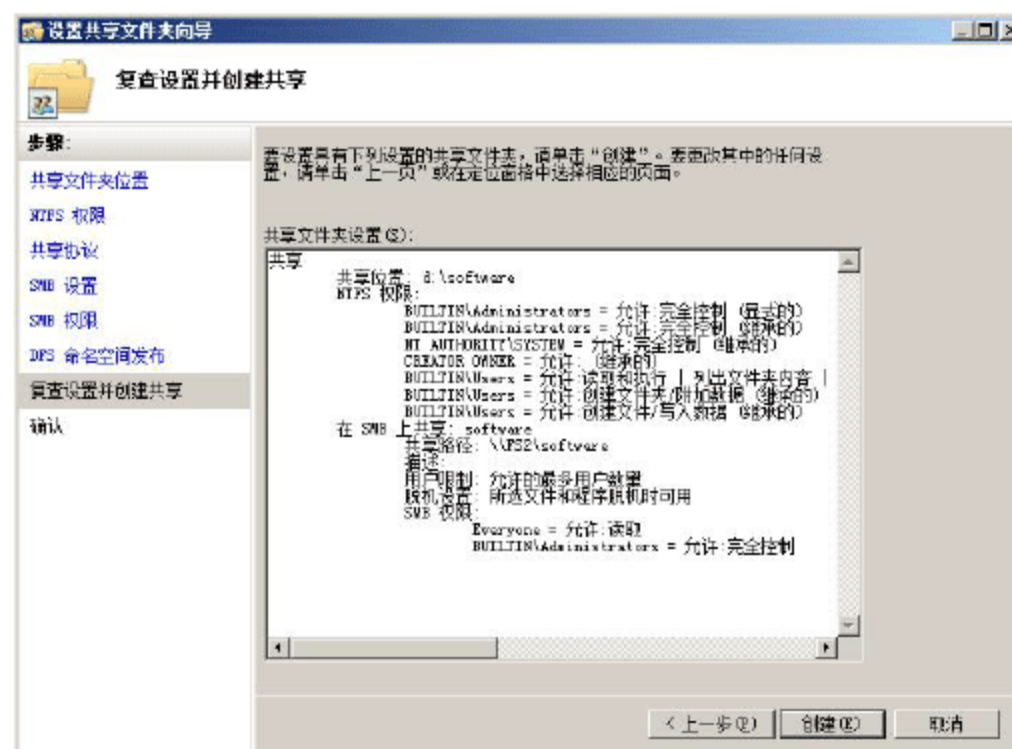 设置共享文件夹向导
复查设置并创建共享
步骤:
共享文件夹位置
NTFS 权限
共享协议
SMB 设置
SMB 权限
DFS 命名空间发布
复查设置并创建共享
确认
要设置具有下列设置的共享文件夹，请单击“创建”。要更改其中的任何设
置，请单击“上一页”或在定位窗格中选择相应的页面。
共享文件夹设置(S):
共享
共享位置: d:\software
NTFS 权限:
BUILTIN\Administrators = 允许:完全控制 (显式的)
BUILTIN\Administrators = 允许:完全控制 (继承的)
NT AUTHORITY\SYSTEM = 允许:完全控制 (继承的)
CREATOR OWNER = 允许: (继承的)
BUILTIN\Users = 允许:读取和执行 | 列出文件夹内容 |
BUILTIN\Users = 允许:创建文件夹/附加数据 (继承的)
BUILTIN\Users = 允许:创建文件/写入数据 (继承的)
在 SMB 上共享: software
共享路径: \\FS2\software
描述:
用户限制: 允许的最多用户数量
脱机设置: 所选文件和程序脱机时可用
SMB 权限:
Everyone = 允许:读取
BUILTIN\Administrators = 允许:完全控制
< 上一步(P)
创建(C)
取消